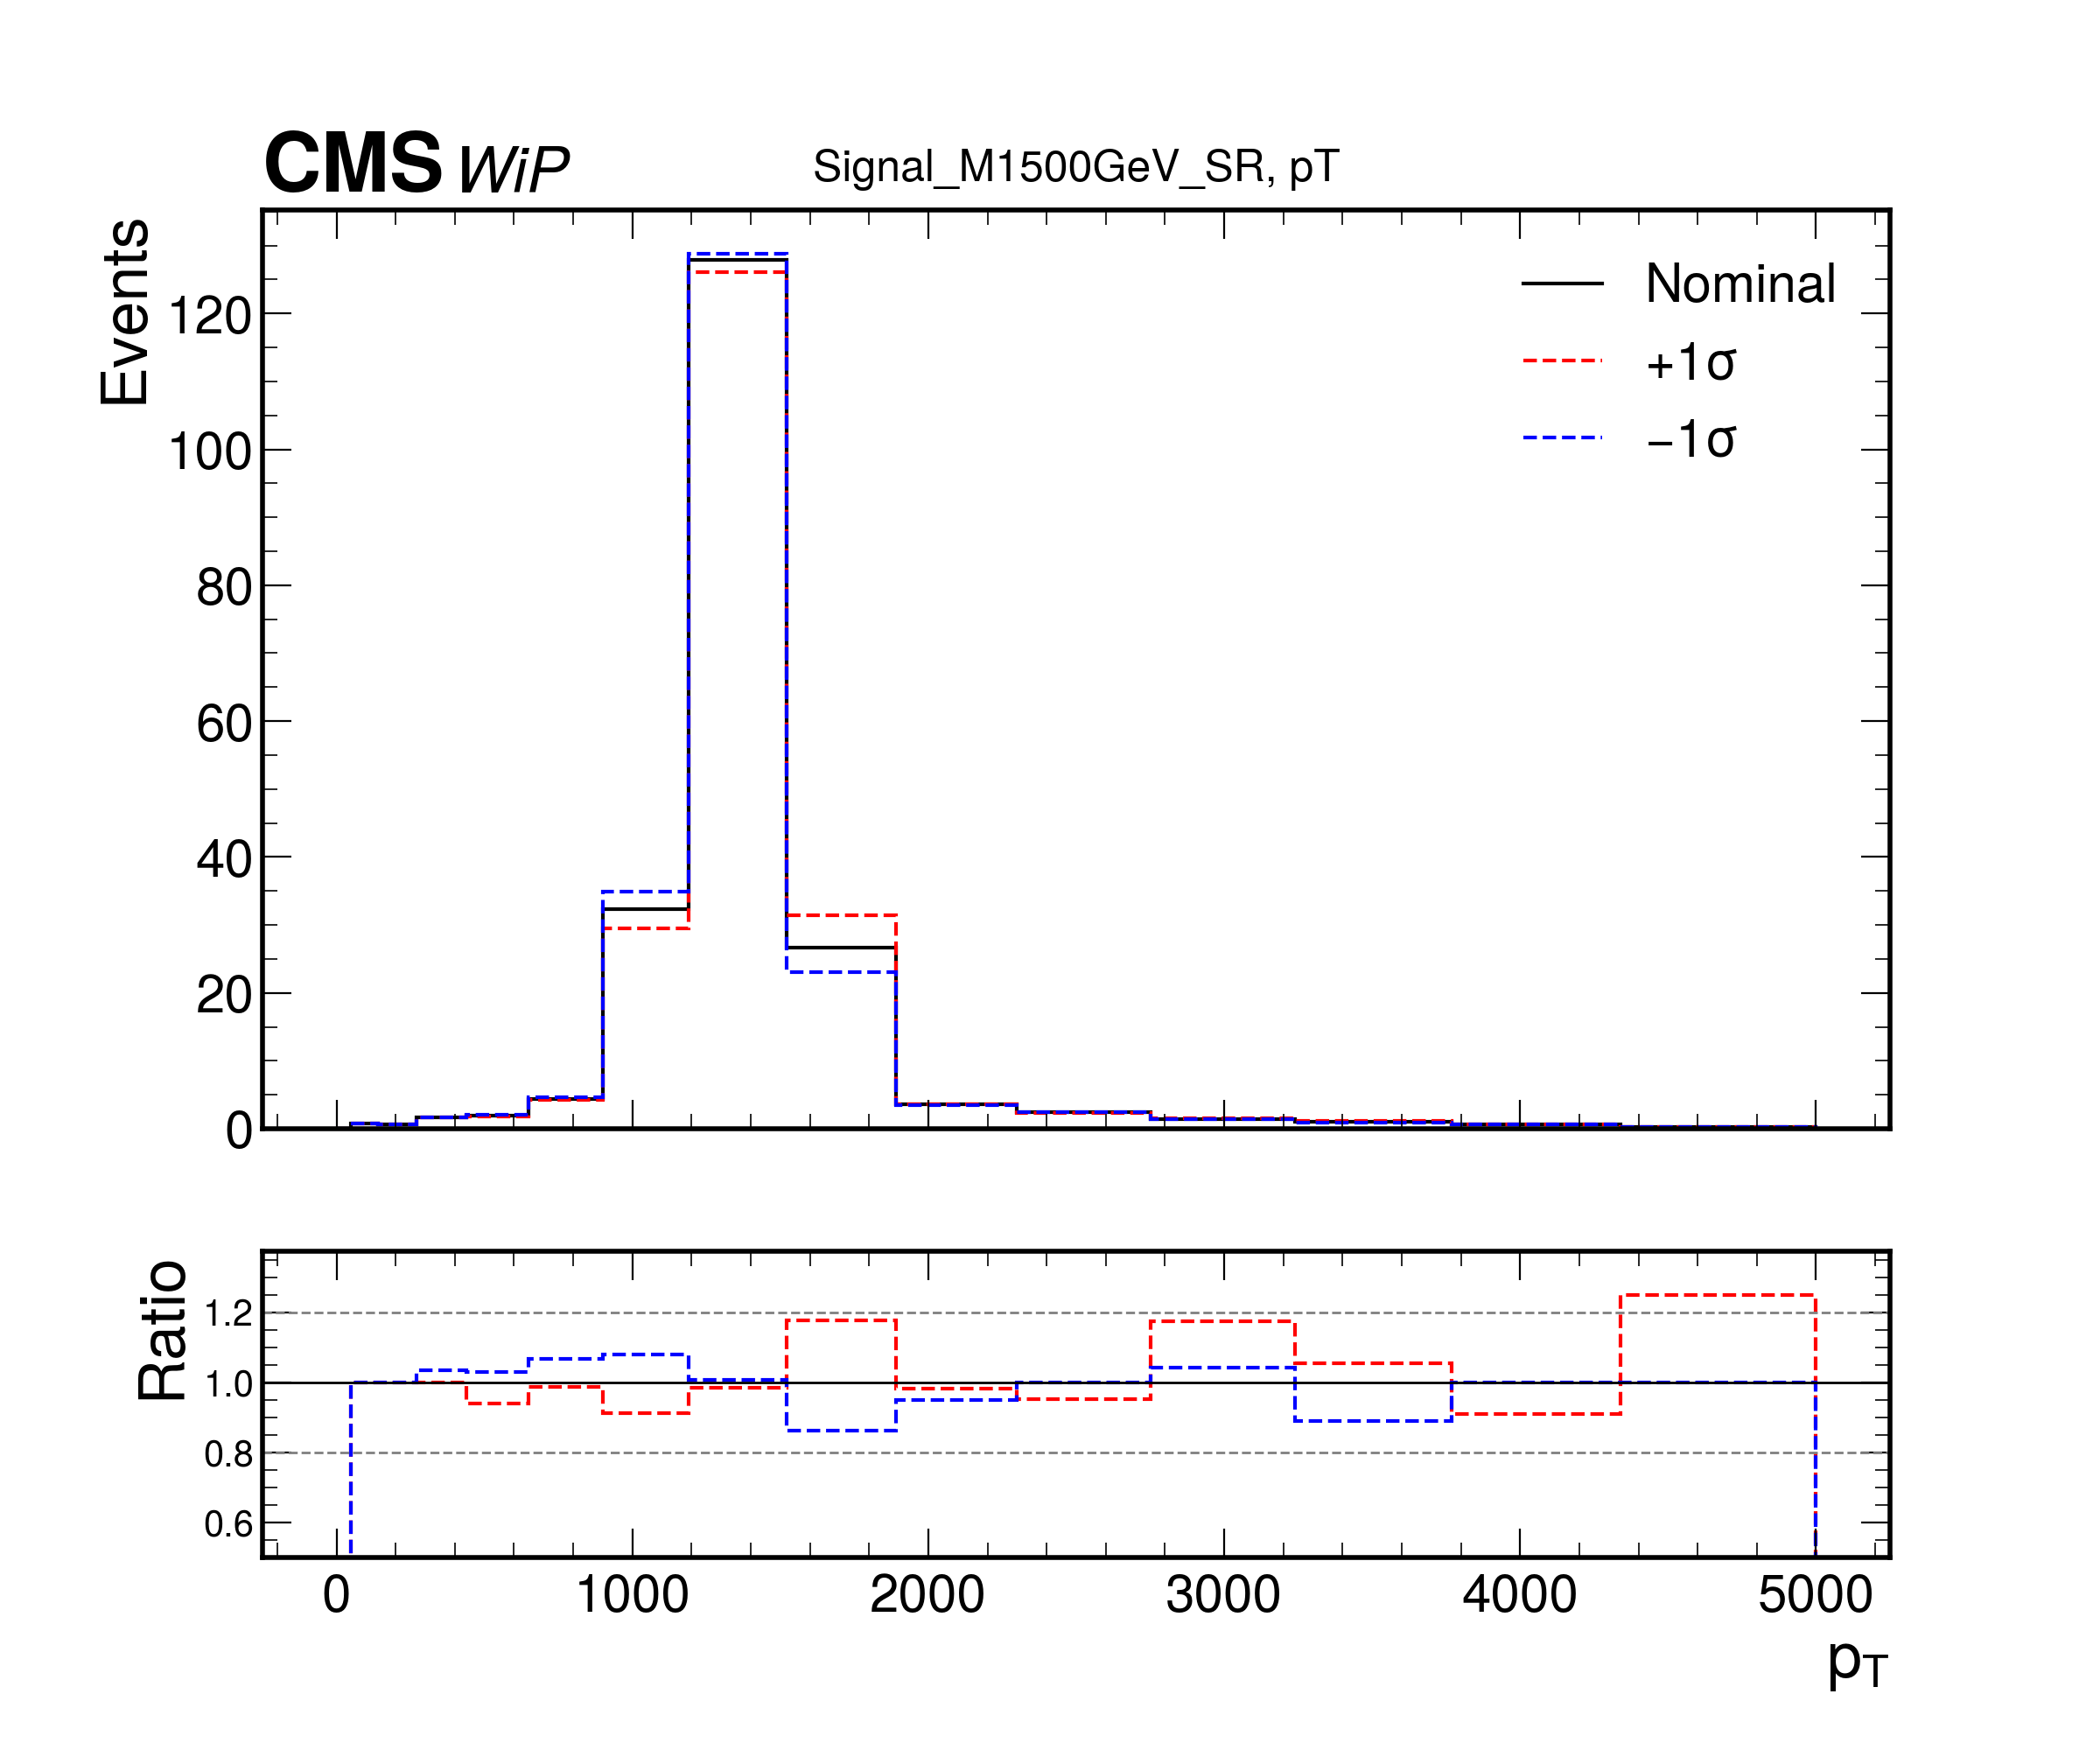 CMS WiP
Signal_M1500GeV_SR, pT
Events
120
100
80
60
40
20
0
Nominal
+1σ
−1σ
Ratio
1.2
1.0
0.8
0.6
0 1000 2000 3000 4000 5000
pT